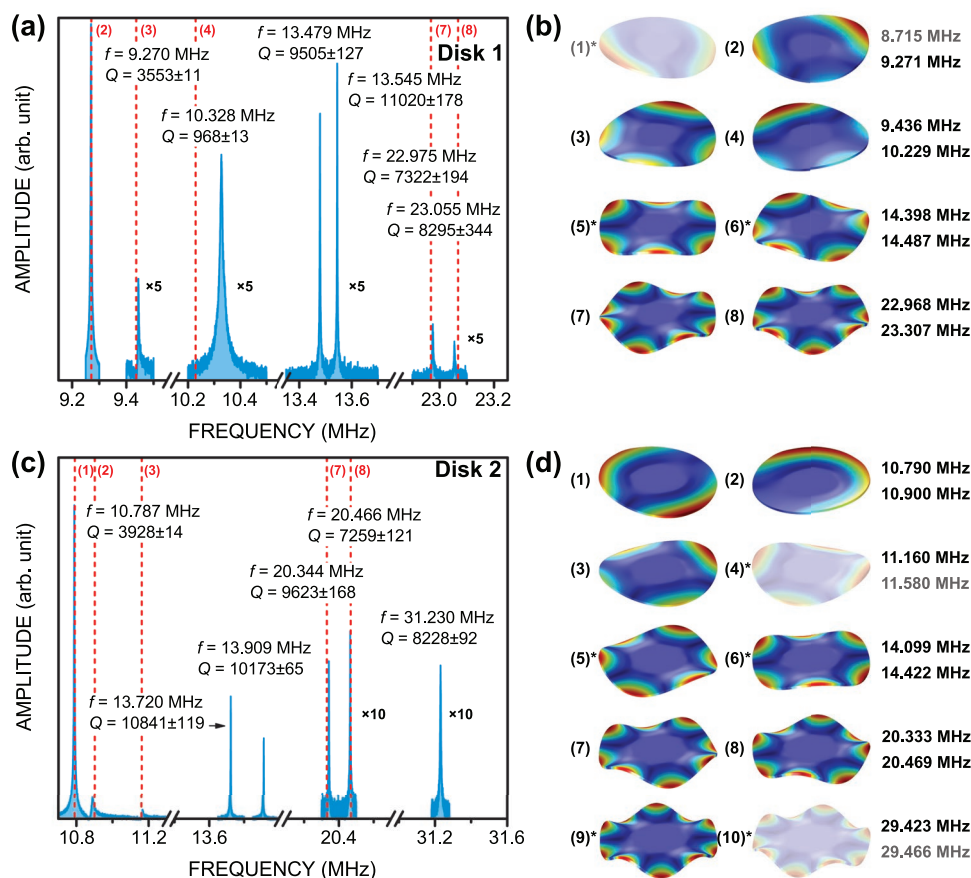 (a)
(2)
(3)
(4)
(7)
(8)
Disk 1
f = 9.270 MHz
Q = 3553±11
f = 10.328 MHz
Q = 968±13
f = 13.479 MHz
Q = 9505±127
f = 13.545 MHz
Q = 11020±178
f = 22.975 MHz
Q = 7322±194
f = 23.055 MHz
Q = 8295±344
×5
×5
×5
×5
AMPLITUDE (arb. unit)
9.2
9.4
10.2
10.4
13.4
13.6
23.0
23.2
FREQUENCY (MHz)
(b)
(1)*
(2)
8.715 MHz
9.271 MHz
(3)
(4)
9.436 MHz
10.229 MHz
(5)*
(6)*
14.398 MHz
14.487 MHz
(7)
(8)
22.968 MHz
23.307 MHz
(c)
(1)
(2)
(3)
(7)
(8)
Disk 2
f = 10.787 MHz
Q = 3928±14
f = 20.466 MHz
Q = 7259±121
f = 20.344 MHz
Q = 9623±168
f = 13.909 MHz
Q = 10173±65
f = 31.230 MHz
Q = 8228±92
f = 13.720 MHz
Q = 10841±119
×10
×10
AMPLITUDE (arb. unit)
10.8
11.2
13.6
20.4
31.2
31.6
FREQUENCY (MHz)
(d)
(1)
(2)
10.790 MHz
10.900 MHz
(3)
(4)*
11.160 MHz
11.580 MHz
(5)*
(6)*
14.099 MHz
14.422 MHz
(7)
(8)
20.333 MHz
20.469 MHz
(9)*
(10)*
29.423 MHz
29.466 MHz